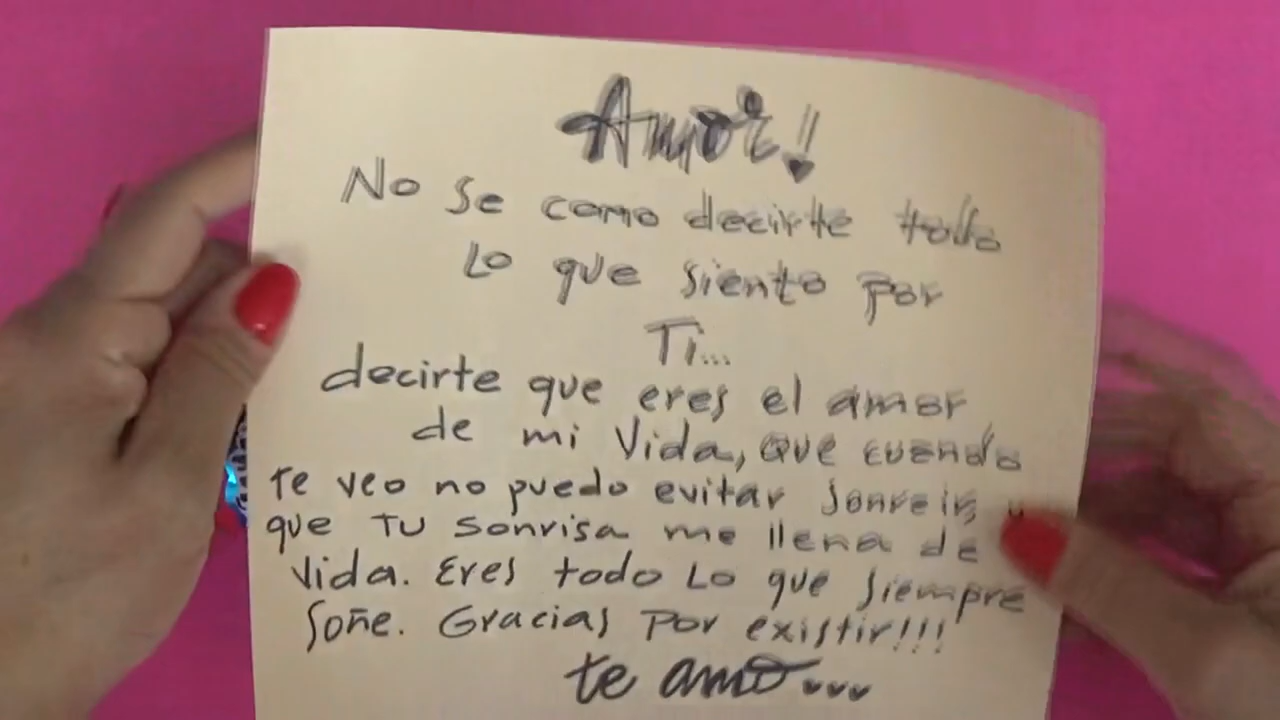 Amor!!
No se como decirte todo
Lo que siento por
Ti...
decirte que eres el amor
de mi Vida, que cuando
te veo no puedo evitar sonreir y
que Tu sonrisa me llena de
Vida. Eres todo Lo que siempre
soñe. Gracias por existir!!!
te amo...